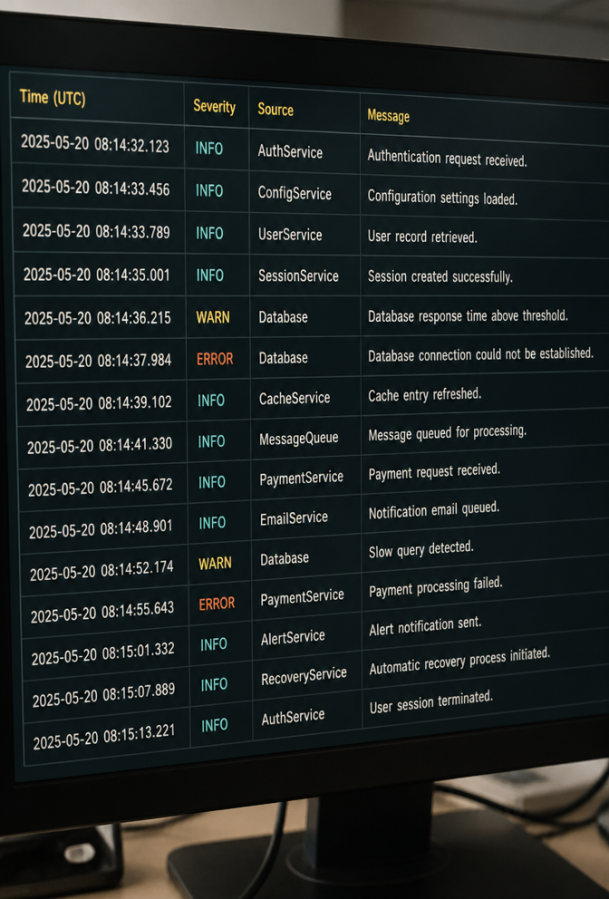 Time (UTC) Severity Source Message
2025-05-20 08:14:32.123 INFO AuthService Authentication request received.
2025-05-20 08:14:33.456 INFO ConfigService Configuration settings loaded.
2025-05-20 08:14:33.789 INFO UserService User record retrieved.
2025-05-20 08:14:35.001 INFO SessionService Session created successfully.
2025-05-20 08:14:36.215 WARN Database Database response time above threshold.
2025-05-20 08:14:37.984 ERROR Database Database connection could not be established.
2025-05-20 08:14:39.102 INFO CacheService Cache entry refreshed.
2025-05-20 08:14:41.330 INFO MessageQueue Message queued for processing.
2025-05-20 08:14:45.672 INFO PaymentService Payment request received.
2025-05-20 08:14:48.901 INFO EmailService Notification email queued.
2025-05-20 08:14:52.174 WARN Database Slow query detected.
2025-05-20 08:14:55.643 ERROR PaymentService Payment processing failed.
2025-05-20 08:15:01.332 INFO AlertService Alert notification sent.
2025-05-20 08:15:07.889 INFO RecoveryService Automatic recovery process initiated.
2025-05-20 08:15:13.221 INFO AuthService User session terminated.